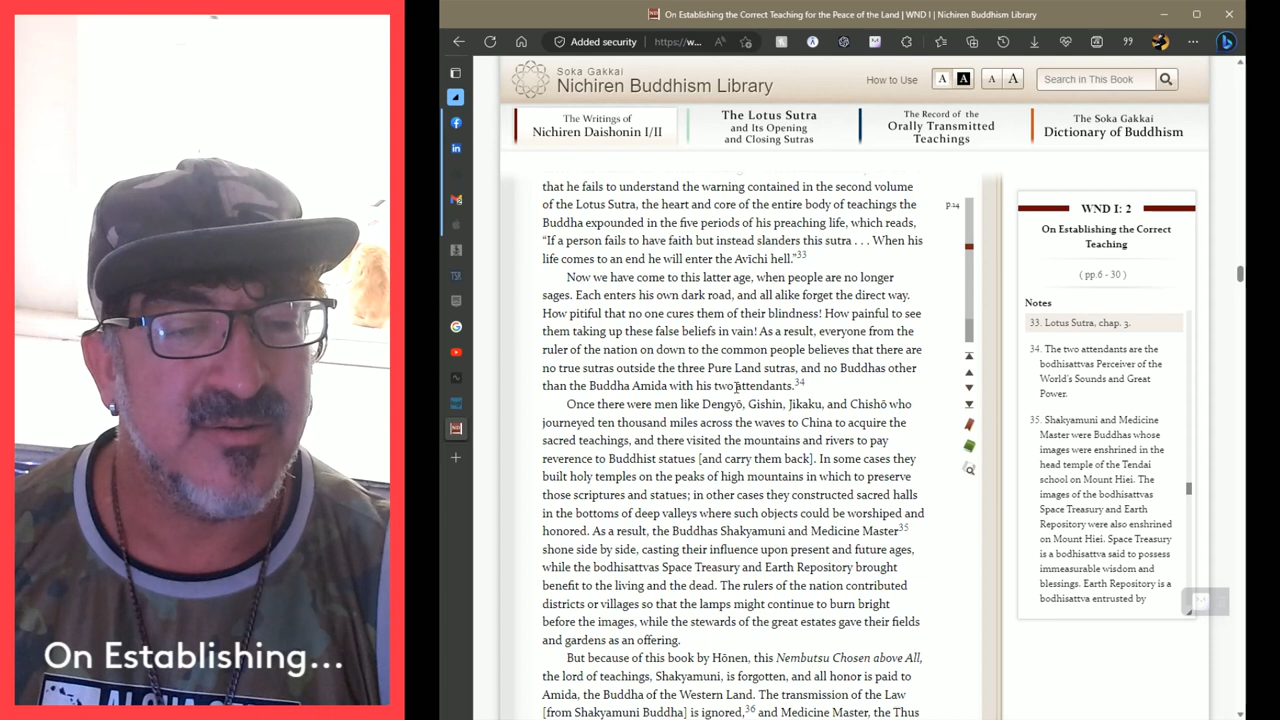 On Establishing the Correct Teaching for the Peace of the Land | WND I | Nichiren Buddhism Library
Added security
https://w...
Soka Gakkai
Nichiren Buddhism Library
How to Use
A A A A
Search in This Book
The Writings of
Nichiren Daishonin I/II
The Lotus Sutra
and Its Opening
and Closing Sutras
The Record of the
Orally Transmitted
Teachings
The Soka Gakkai
Dictionary of Buddhism
that he fails to understand the warning contained in the second volume
of the Lotus Sutra, the heart and core of the entire body of teachings the
Buddha expounded in the five periods of his preaching life, which reads,
“If a person fails to have faith but instead slanders this sutra . . . When his
life comes to an end he will enter the Avīchi hell.”33
Now we have come to this latter age, when people are no longer
sages. Each enters his own dark road, and all alike forget the direct way.
How pitiful that no one cures them of their blindness! How painful to see
them taking up these false beliefs in vain! As a result, everyone from the
ruler of the nation on down to the common people believes that there are
no true sutras outside the three Pure Land sutras, and no Buddhas other
than the Buddha Amida with his two attendants.34
Once there were men like Dengyō, Gishin, Jikaku, and Chishō who
journeyed ten thousand miles across the waves to China to acquire the
sacred teachings, and there visited the mountains and rivers to pay
reverence to Buddhist statues [and carry them back]. In some cases they
built holy temples on the peaks of high mountains in which to preserve
those scriptures and statues; in other cases they constructed sacred halls
in the bottoms of deep valleys where such objects could be worshiped and
honored. As a result, the Buddhas Shakyamuni and Medicine Master35
shone side by side, casting their influence upon present and future ages,
while the bodhisattvas Space Treasury and Earth Repository brought
benefit to the living and the dead. The rulers of the nation contributed
districts or villages so that the lamps might continue to burn bright
before the images, while the stewards of the great estates gave their fields
and gardens as an offering.
But because of this book by Hōnen, this Nembutsu Chosen above All,
the lord of teachings, Shakyamuni, is forgotten, and all honor is paid to
Amida, the Buddha of the Western Land. The transmission of the Law
[from Shakyamuni Buddha] is ignored,36 and Medicine Master, the Thus
p.14
WND I: 2
On Establishing the Correct
Teaching
( pp.6 - 30 )
Notes
33. Lotus Sutra, chap. 3.
34. The two attendants are the
bodhisattvas Perceiver of the
World's Sounds and Great
Power.
35. Shakyamuni and Medicine
Master were Buddhas whose
images were enshrined in the
head temple of the Tendai
school on Mount Hiei. The
images of the bodhisattvas
Space Treasury and Earth
Repository were also enshrined
on Mount Hiei. Space Treasury
is a bodhisattva said to possess
immeasurable wisdom and
blessings. Earth Repository is a
bodhisattva entrusted by
On Establishing...